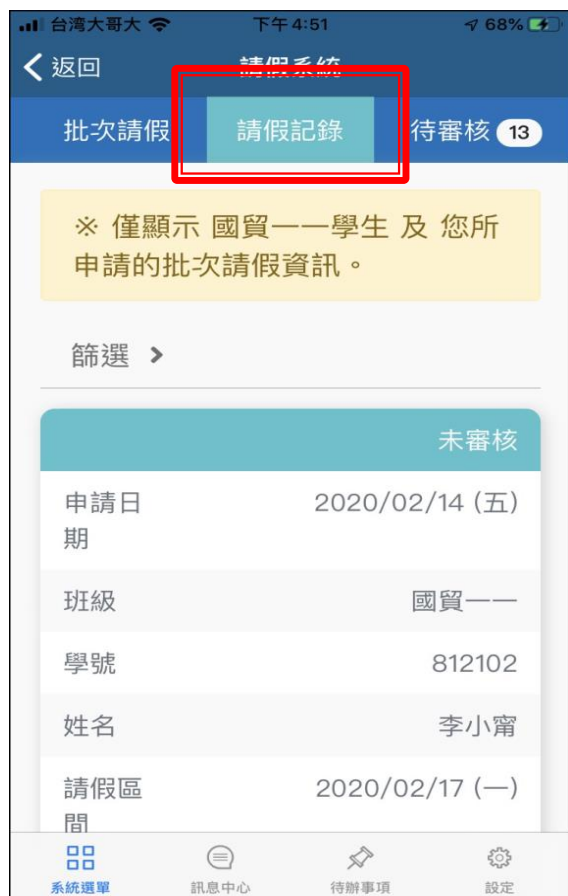 台灣大哥大 下午4:51 68%
返回 請假系統
批次請假 請假記錄 待審核 13
※ 僅顯示 國貿一一學生 及 您所
申請的批次請假資訊。
篩選
未審核
申請日 2020/02/14 (五)
期
班級 國貿一一
學號 812102
姓名 李小甯
請假區 2020/02/17 (一)
間
系統選單 訊息中心 待辦事項 設定